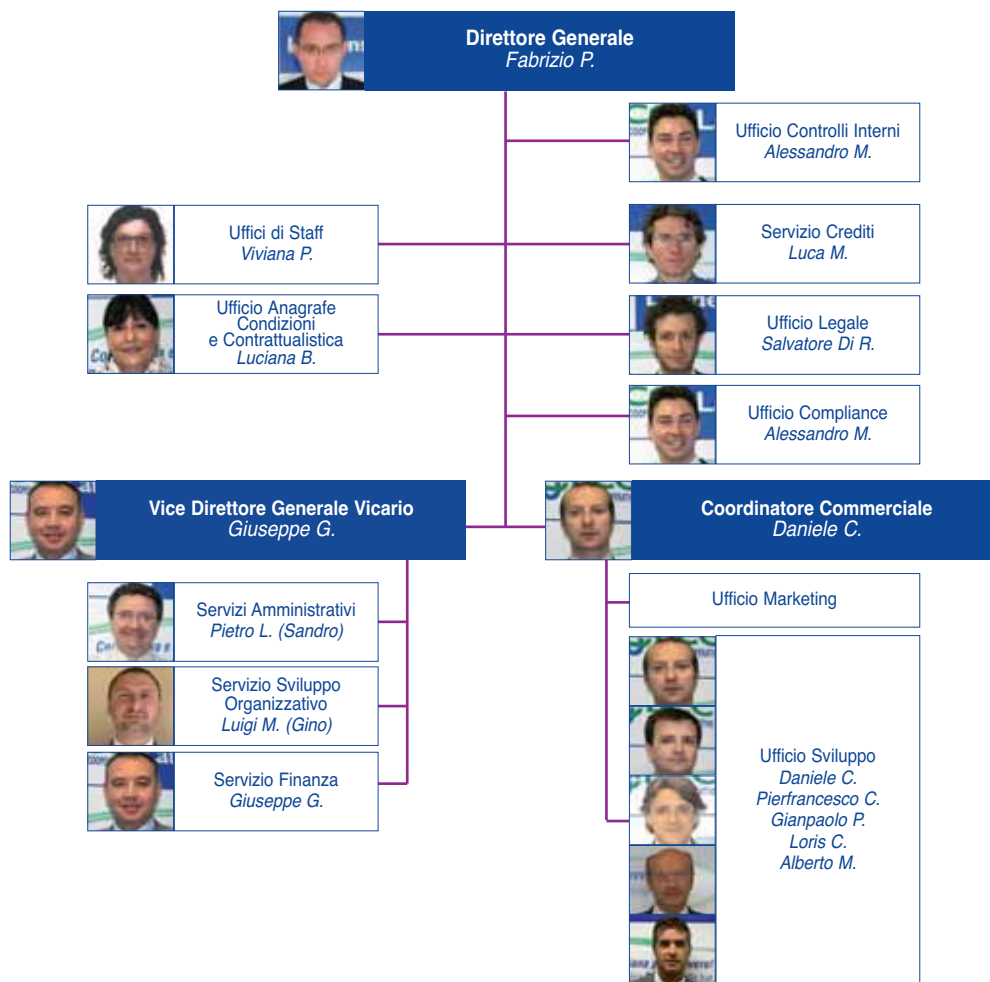 Direttore Generale
Fabrizio P.
Ufficio Controlli Interni
Alessandro M.
Uffici di Staff
Viviana P.
Servizio Crediti
Luca M.
Ufficio Anagrafe
Condizioni
e Contrattualistica
Luciana B.
Ufficio Legale
Salvatore Di R.
Ufficio Compliance
Alessandro M.
Vice Direttore Generale Vicario
Giuseppe G.
Coordinatore Commerciale
Daniele C.
Servizi Amministrativi
Pietro L. (Sandro)
Servizio Sviluppo
Organizzativo
Luigi M. (Gino)
Servizio Finanza
Giuseppe G.
Ufficio Marketing
Ufficio Sviluppo
Daniele C.
Pierfrancesco C.
Gianpaolo P.
Loris C.
Alberto M.